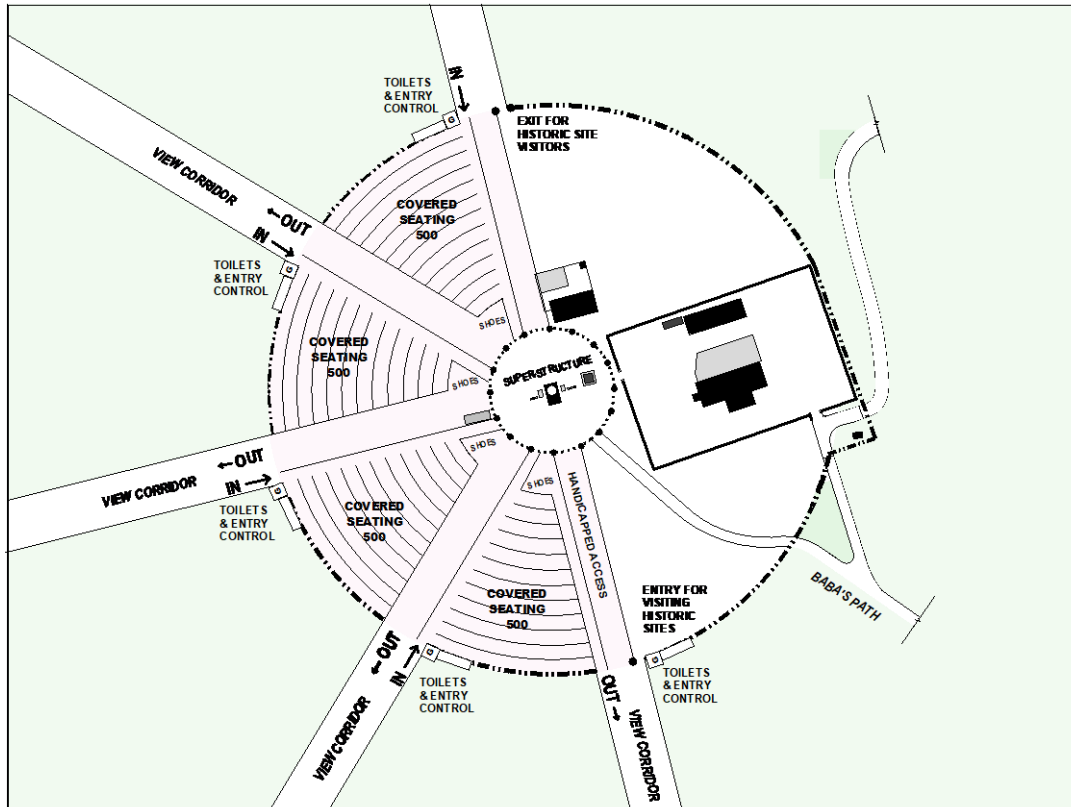 IN
TOILETS
& ENTRY
CONTROL
G
EXIT FOR
HISTORIC SITE
VISITORS
VIEW CORRIDOR
OUT
IN
COVERED
SEATING
500
TOILETS
& ENTRY
CONTROL
G
SHOES
COVERED
SEATING
500
SUPER-STRUCTURE
SHOES
SHOES
OUT
IN
VIEW CORRIDOR
G
TOILETS
& ENTRY
CONTROL
COVERED
SEATING
500
SHOES
HANDICAPPED ACCESS
COVERED
SEATING
500
ENTRY FOR
VISITING
HISTORIC
SITES
BABA'S PATH
OUT
IN
G
TOILETS
& ENTRY
CONTROL
G
TOILETS
& ENTRY
CONTROL
VIEW CORRIDOR
OUT
VIEW CORRIDOR